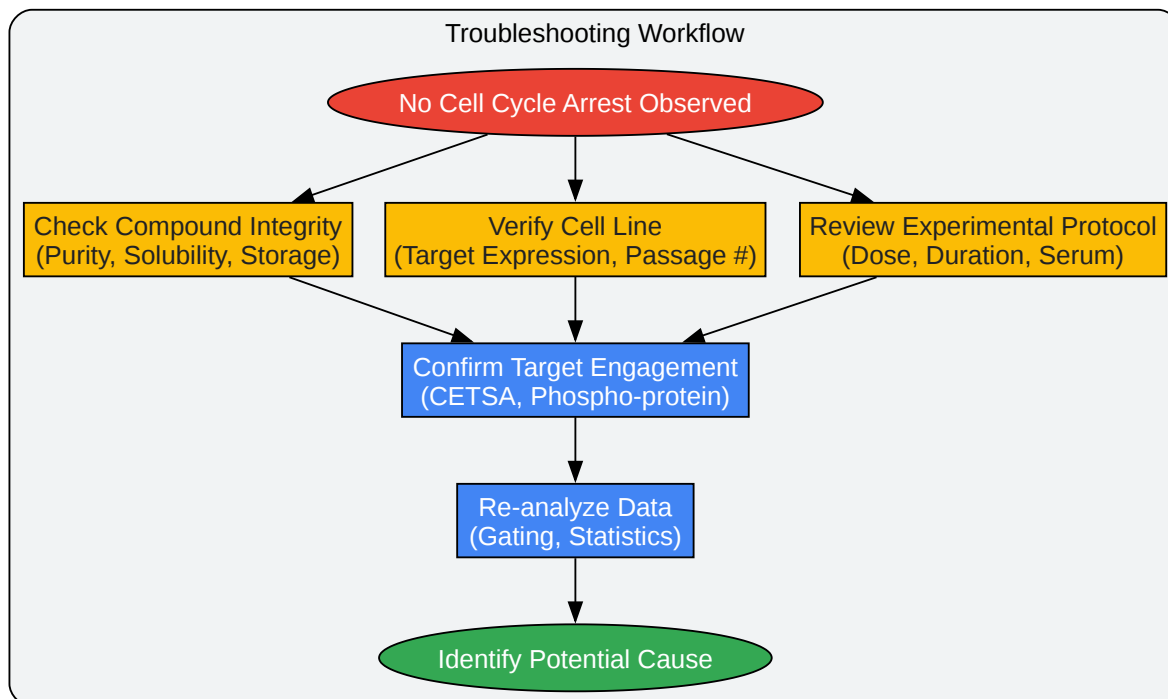 Troubleshooting Workflow
No Cell Cycle Arrest Observed
Check Compound Integrity
(Purity, Solubility, Storage)
Verify Cell Line
(Target Expression, Passage #)
Review Experimental Protocol
(Dose, Duration, Serum)
Confirm Target Engagement
(CETSA, Phospho-protein)
Re-analyze Data
(Gating, Statistics)
Identify Potential Cause